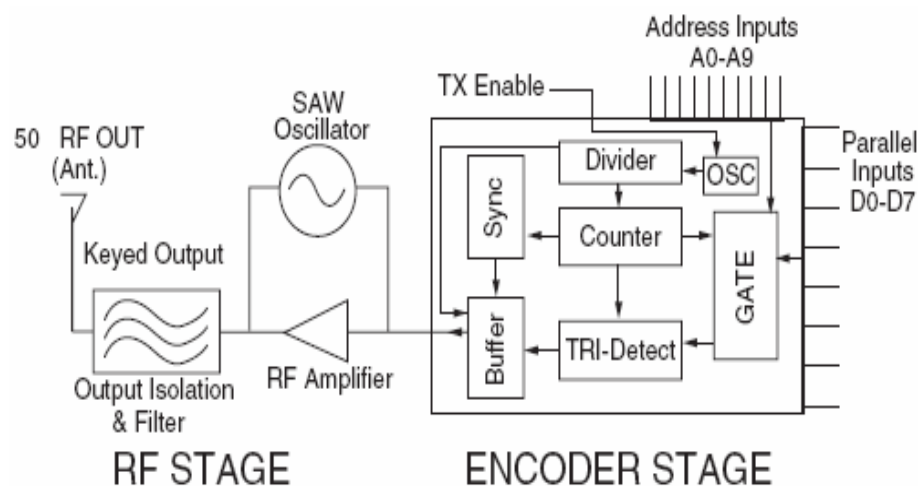 Address Inputs
A0-A9
TX Enable
SAW
Oscillator
50 RF OUT
(Ant.)
Parallel
Inputs
D0-D7
Divider
OSC
Sync
Counter
GATE
Keyed Output
Buffer
TRI-Detect
RF Amplifier
Output Isolation
& Filter
RF STAGE
ENCODER STAGE